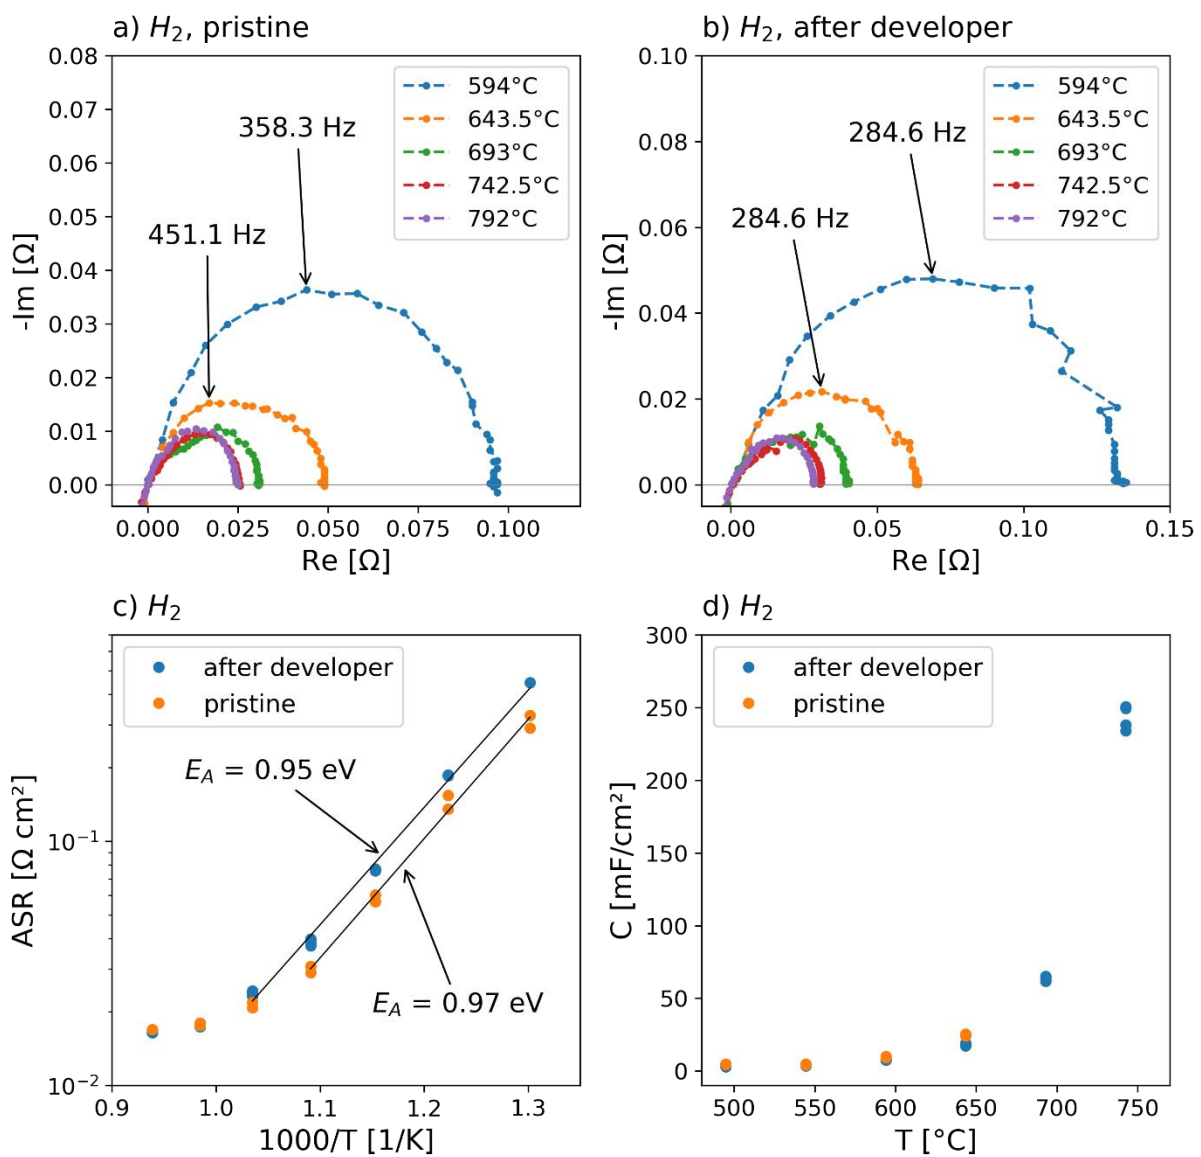 a) H₂, pristine
0.08
0.07
0.06
0.05
0.04
0.03
0.02
0.01
0.00
-Im [Ω]
594°C
643.5°C
693°C
742.5°C
792°C
358.3 Hz
451.1 Hz
0.000
0.025
0.050
0.075
0.100
Re [Ω]
b) H₂, after developer
0.10
0.08
0.06
0.04
0.02
0.00
-Im [Ω]
594°C
643.5°C
693°C
742.5°C
792°C
284.6 Hz
284.6 Hz
0.00
0.05
0.10
0.15
Re [Ω]
c) H₂
after developer
pristine
E_A = 0.95 eV
E_A = 0.97 eV
10⁻¹
10⁻²
ASR [Ω cm²]
0.9
1.0
1.1
1.2
1.3
1000/T [1/K]
d) H₂
after developer
pristine
300
250
200
150
100
50
0
C [mF/cm²]
500
550
600
650
700
750
T [°C]